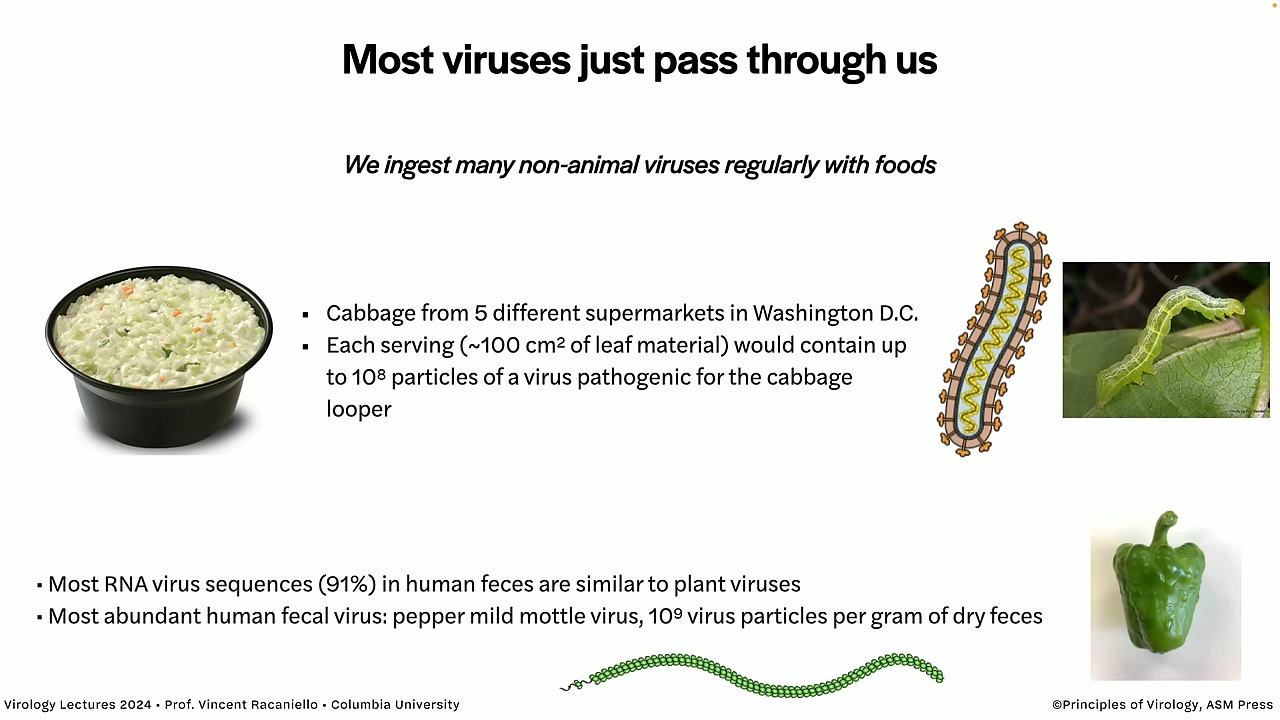 Most viruses just pass through us
We ingest many non-animal viruses regularly with foods
▪ Cabbage from 5 different supermarkets in Washington D.C.
▪ Each serving (~100 cm² of leaf material) would contain up
to 10⁸ particles of a virus pathogenic for the cabbage
looper
▪ Most RNA virus sequences (91%) in human feces are similar to plant viruses
▪ Most abundant human fecal virus: pepper mild mottle virus, 10⁹ virus particles per gram of dry feces
Virology Lectures 2024 • Prof. Vincent Racaniello • Columbia University
©Principles of Virology, ASM Press